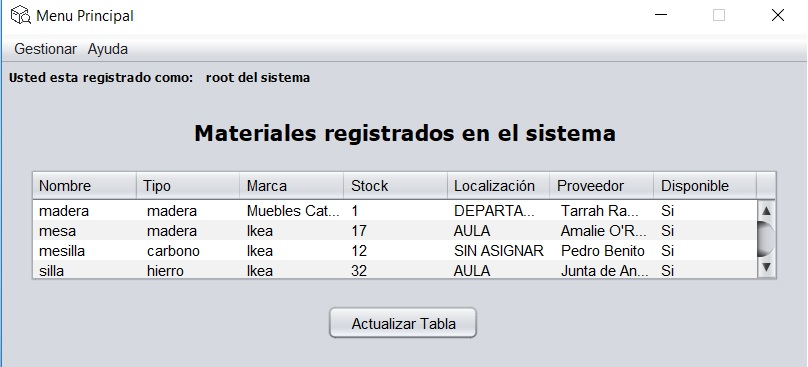 Menu Principal
Gestionar Ayuda
Usted esta registrado como: root del sistema
Materiales registrados en el sistema
Nombre Tipo Marca Stock Localización Proveedor Disponible
madera madera Muebles Cat... 1 DEPARTA... Tarrah Ra... Si
mesa madera Ikea 17 AULA Amalie O'R... Si
mesilla carbono Ikea 12 SIN ASIGNAR Pedro Benito Si
silla hierro Ikea 32 AULA Junta de An... Si
Actualizar Tabla